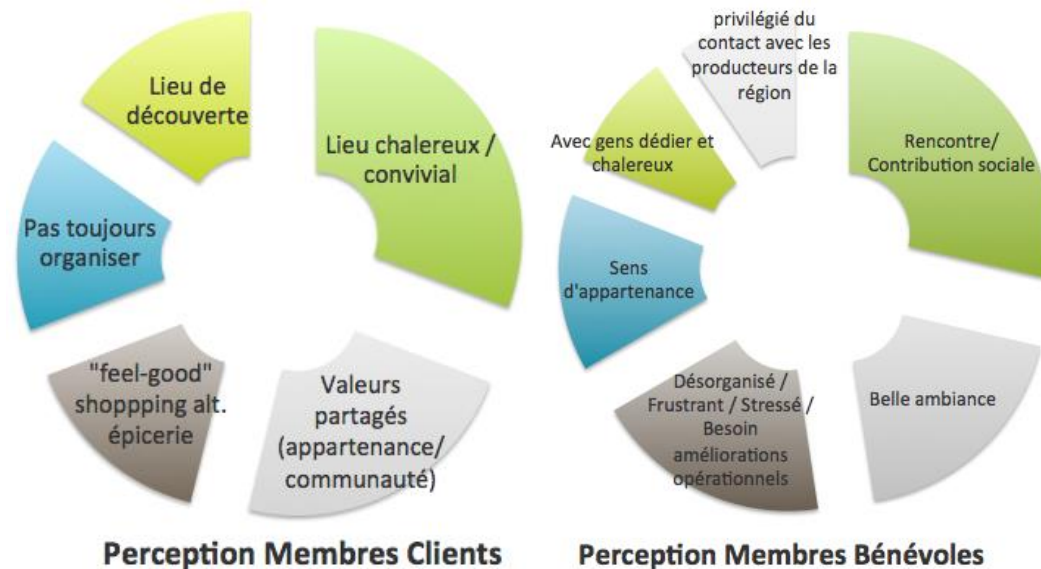 Lieu chalereux /
convivial
Valeurs
partagés
(appartenance/
communauté)
"feel-good"
shoppping alt.
épicerie
Pas toujours
organiser
Lieu de
découverte
Perception Membres Clients
Rencontre/
Contribution sociale
Belle ambiance
Désorganisé /
Frustrant / Stressé /
Besoin
améliorations
opérationnels
Sens
d'appartenance
Avec gens dédier et
chalereux
privilégié du
contact avec les
producteurs de la
région
Perception Membres Bénévoles